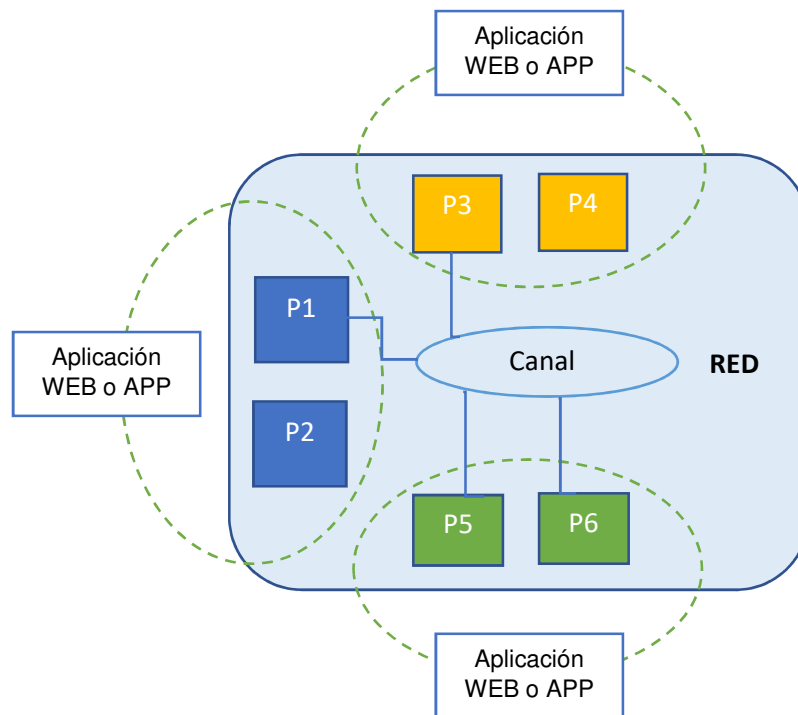 Aplicación
WEB o APP
P3
P4
P1
Aplicación
WEB o APP
Canal
RED
P2
P5
P6
Aplicación
WEB o APP